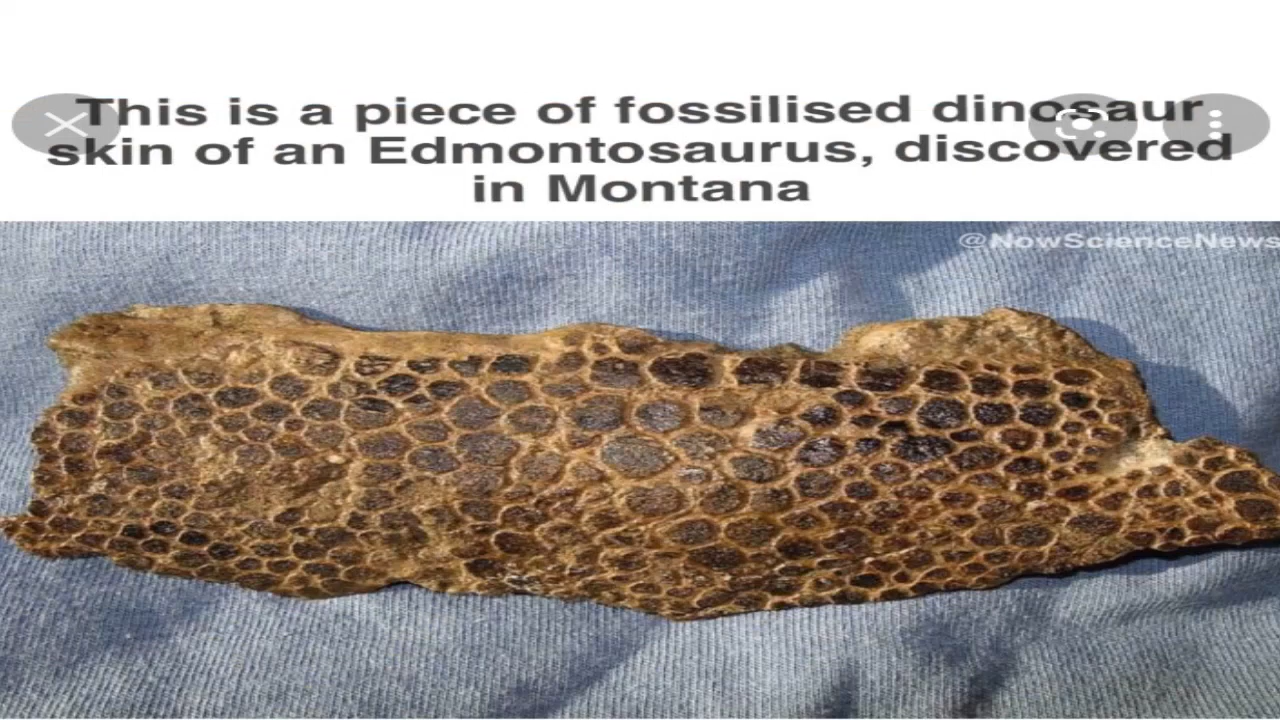 This is a piece of fossilised dinosaur
skin of an Edmontosaurus, discovered
in Montana
@NowScienceNews